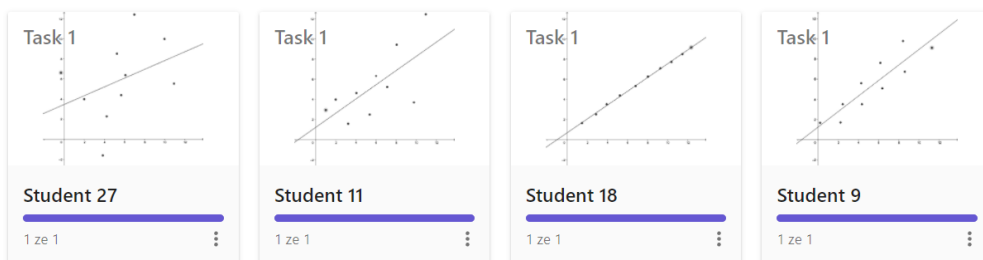 Task 1
Task 1
Task 1
Task 1
Student 27
Student 11
Student 18
Student 9
1 ze 1
1 ze 1
1 ze 1
1 ze 1